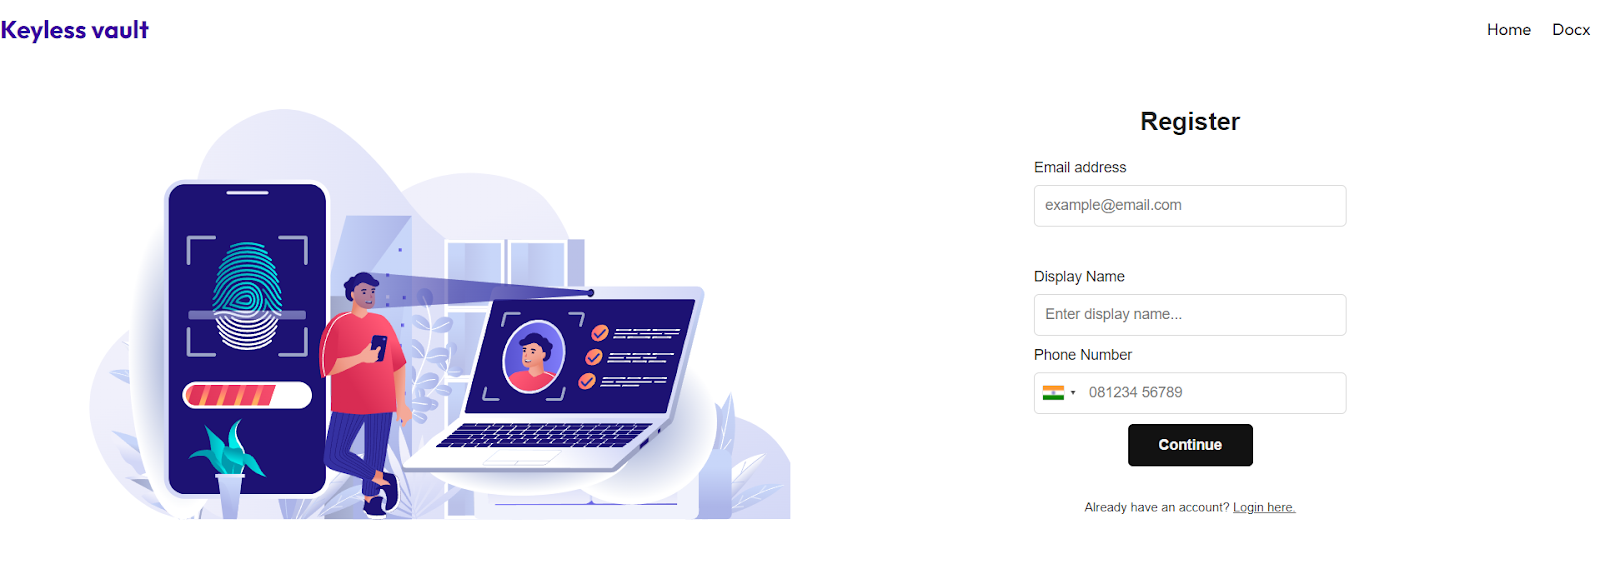 Keyless vault
Home
Docx
Register
Email address
example@email.com
Display Name
Enter display name...
Phone Number
081234 56789
Continue
Already have an account? Login here.